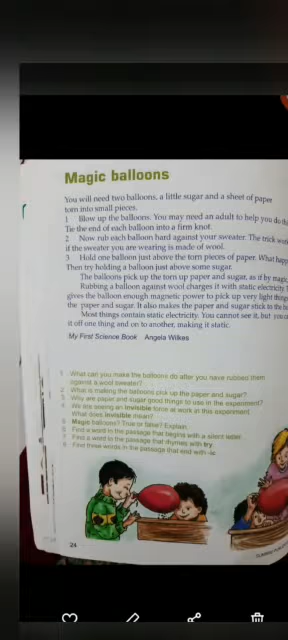 Magic balloons
You will need two balloons, a little sugar and a sheet of paper
torn into small pieces.
1 Blow up the balloons. You may need an adult to help you do
Tie the end of each balloon into a firm knot.
2 Now rub each balloon hard against your sweater. The trick
if the sweater you are wearing is made of wool.
3 Hold one balloon just above the torn pieces of paper. What
Then try holding a balloon just above some sugar.
The balloons pick up the torn up paper and sugar, as if by magic.
Rubbing a balloon against wool charges it with static electricity.
gives the balloon enough magnetic power to pick up very light things
the paper and sugar. It also makes the paper and sugar stick to the
Most things contain static electricity. You cannot see it, but you
it off one thing and on to another, making it static.
My First Science Book Angela Wilkes
1 What can you make the balloons do after you have rubbed them
against a wool sweater?
2 What is making the balloons pick up the paper and sugar?
3 Why are paper and sugar good things to use in the experiment?
4 We are seeing an invisible force at work in this experiment.
What does invisible mean?
5 Magic balloons? True or false? Explain.
6 Find a word in the passage that begins with a silent letter.
7 Find a word in the passage that rhymes with try.
8 Find three words in the passage that end with -ic.
24